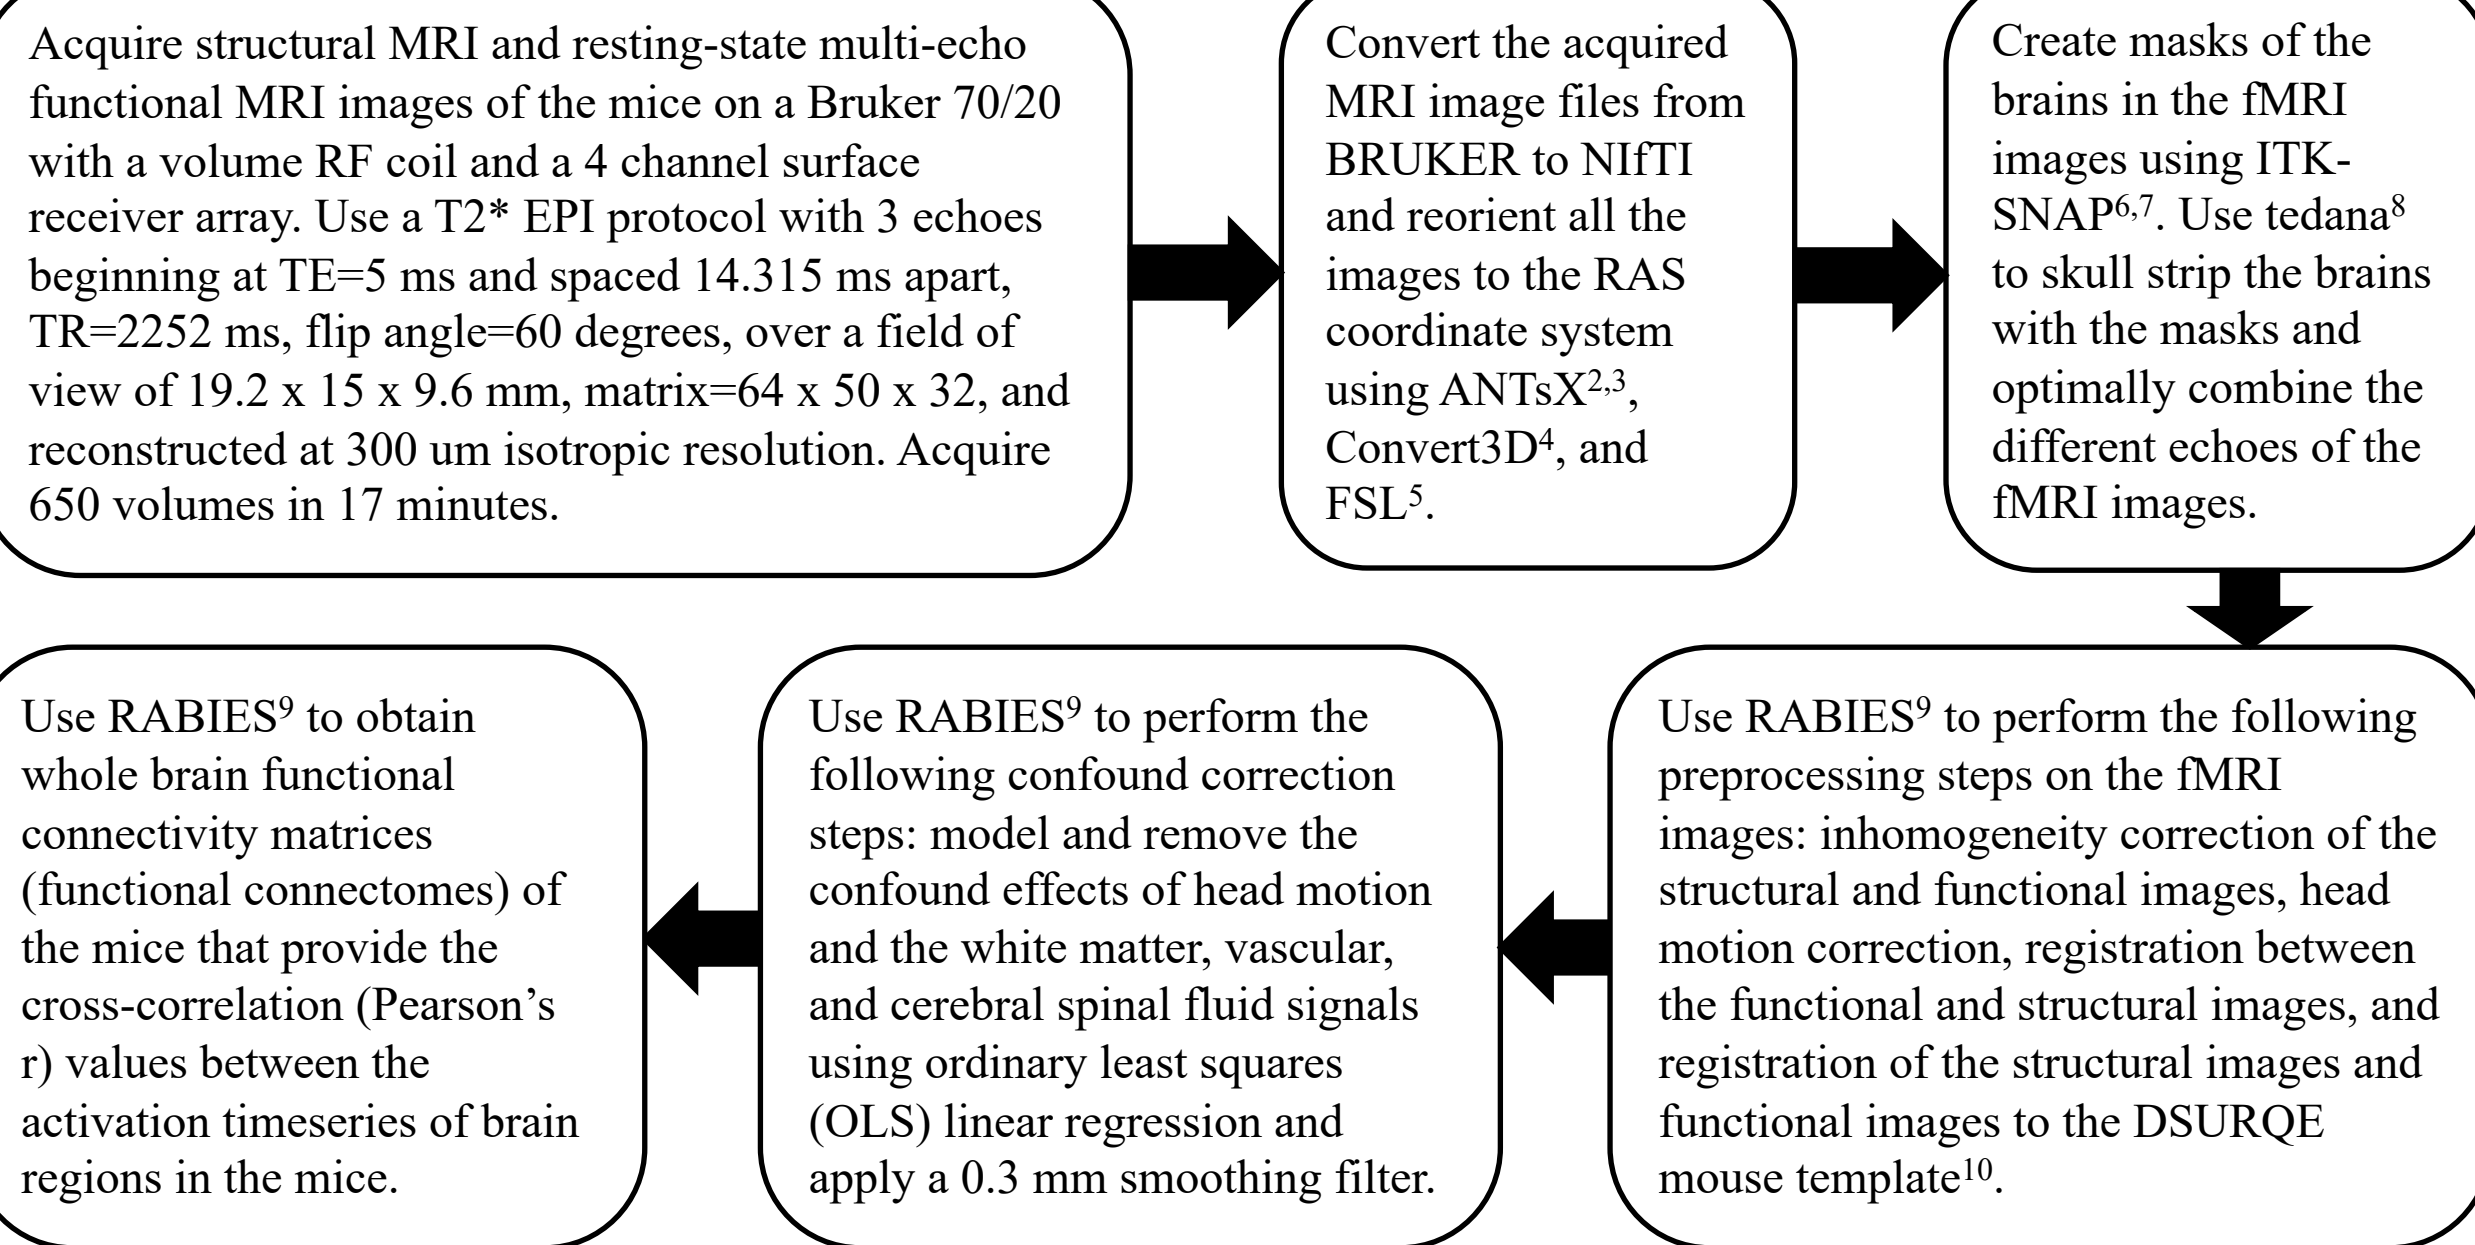 Acquire structural MRI and resting-state multi-echo
functional MRI images of the mice on a Bruker 70/20
with a volume RF coil and a 4 channel surface
receiver array. Use a T2* EPI protocol with 3 echoes
beginning at TE=5 ms and spaced 14.315 ms apart,
TR=2252 ms, flip angle=60 degrees, over a field of
view of 19.2 x 15 x 9.6 mm, matrix=64 x 50 x 32, and
reconstructed at 300 um isotropic resolution. Acquire
650 volumes in 17 minutes.
Convert the acquired
MRI image files from
BRUKER to NIfTI
and reorient all the
images to the RAS
coordinate system
using ANTsX²,³,
Convert3D⁴, and
FSL⁵.
Create masks of the
brains in the fMRI
images using ITK-
SNAP⁶,⁷. Use tedana⁸
to skull strip the brains
with the masks and
optimally combine the
different echoes of the
fMRI images.
Use RABIES⁹ to perform the following
preprocessing steps on the fMRI
images: inhomogeneity correction of the
structural and functional images, head
motion correction, registration between
the functional and structural images, and
registration of the structural images and
functional images to the DSURQE
mouse template¹⁰.
Use RABIES⁹ to perform the
following confound correction
steps: model and remove the
confound effects of head motion
and the white matter, vascular,
and cerebral spinal fluid signals
using ordinary least squares
(OLS) linear regression and
apply a 0.3 mm smoothing filter.
Use RABIES⁹ to obtain
whole brain functional
connectivity matrices
(functional connectomes) of
the mice that provide the
cross-correlation (Pearson’s
r) values between the
activation timeseries of brain
regions in the mice.